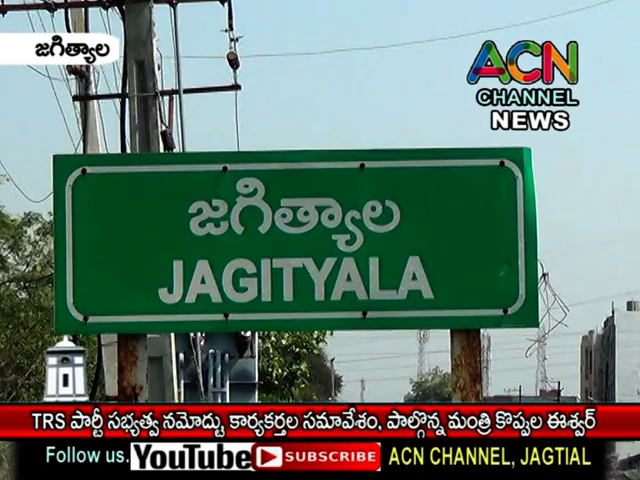 జగిత్యాల
ACN
CHANNEL
NEWS
జగిత్యాల
JAGITYALA
TRS పార్టీ సభ్యత్వ నమోద్టు కార్యకర్తల సమావేశం, పాల్గొన్న మంత్రి కొప్పల ఈశ్వర్
Follow us. YouTube SUBSCRIBE ACN CHANNEL, JAGTIAL